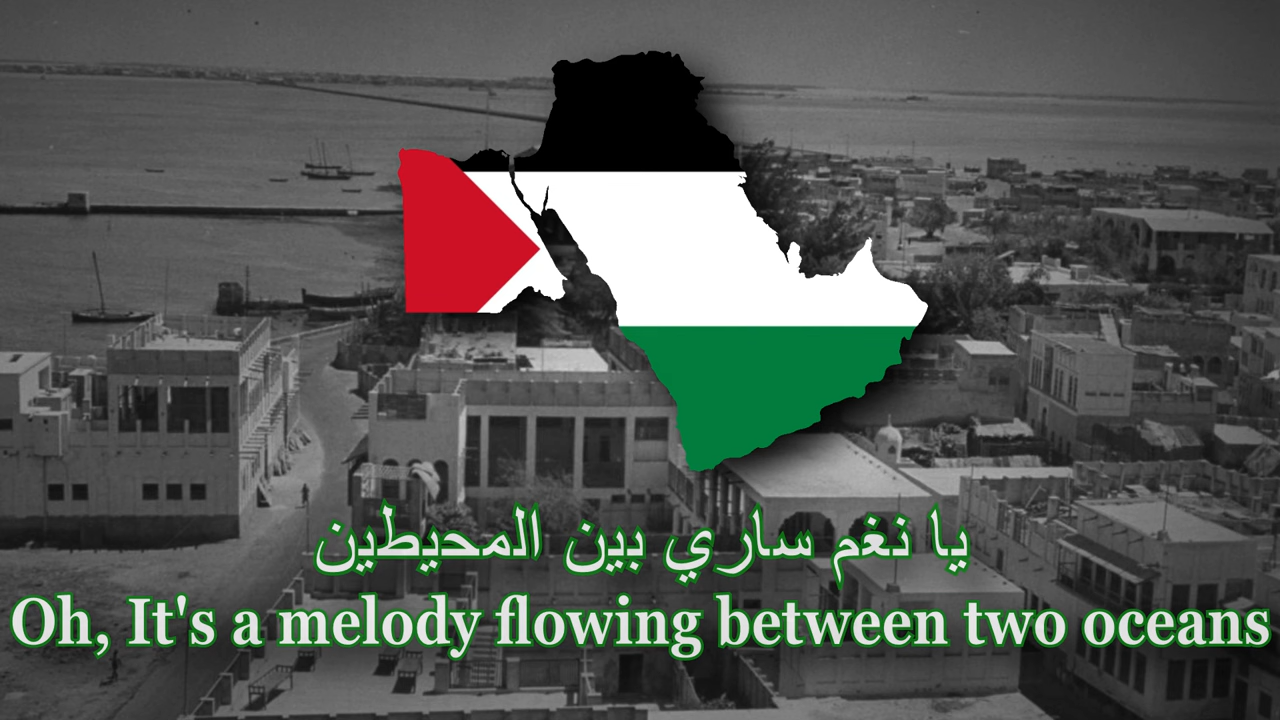 يا نغم ساري بين المحيطين
Oh, It's a melody flowing between two oceans